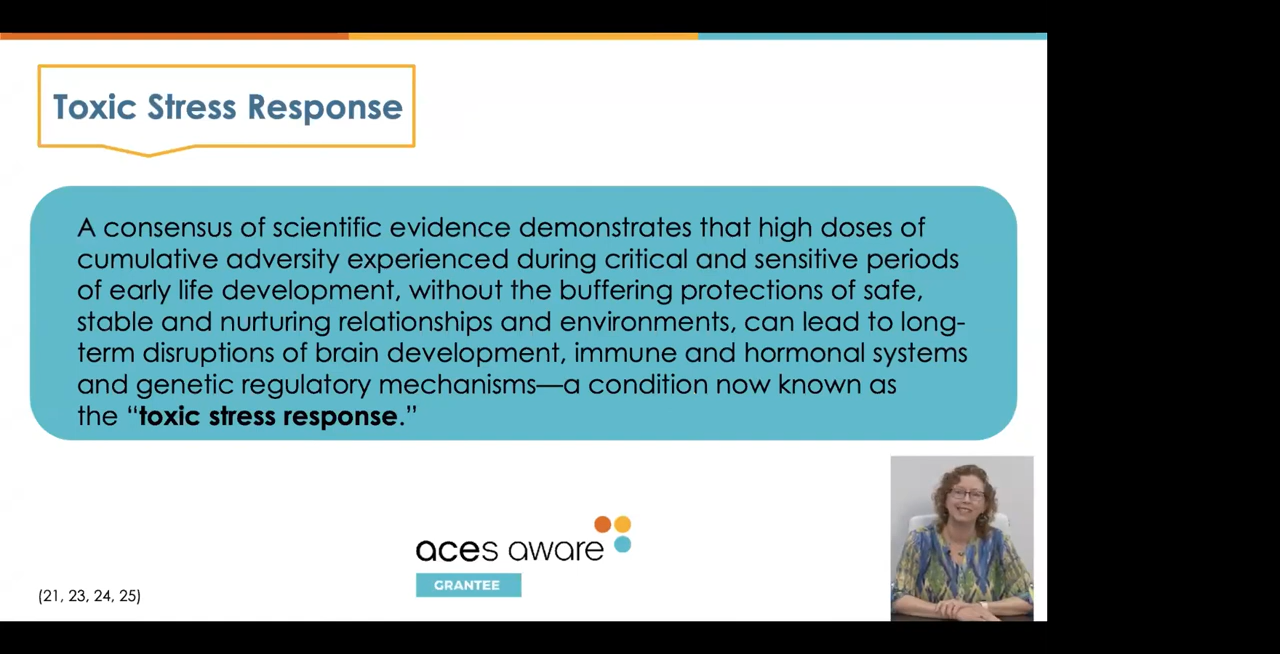 Toxic Stress Response
A consensus of scientific evidence demonstrates that high doses of
cumulative adversity experienced during critical and sensitive periods
of early life development, without the buffering protections of safe,
stable and nurturing relationships and environments, can lead to long-
term disruptions of brain development, immune and hormonal systems
and genetic regulatory mechanisms—a condition now known as
the “toxic stress response.”
aces aware
GRANTEE
(21, 23, 24, 25)